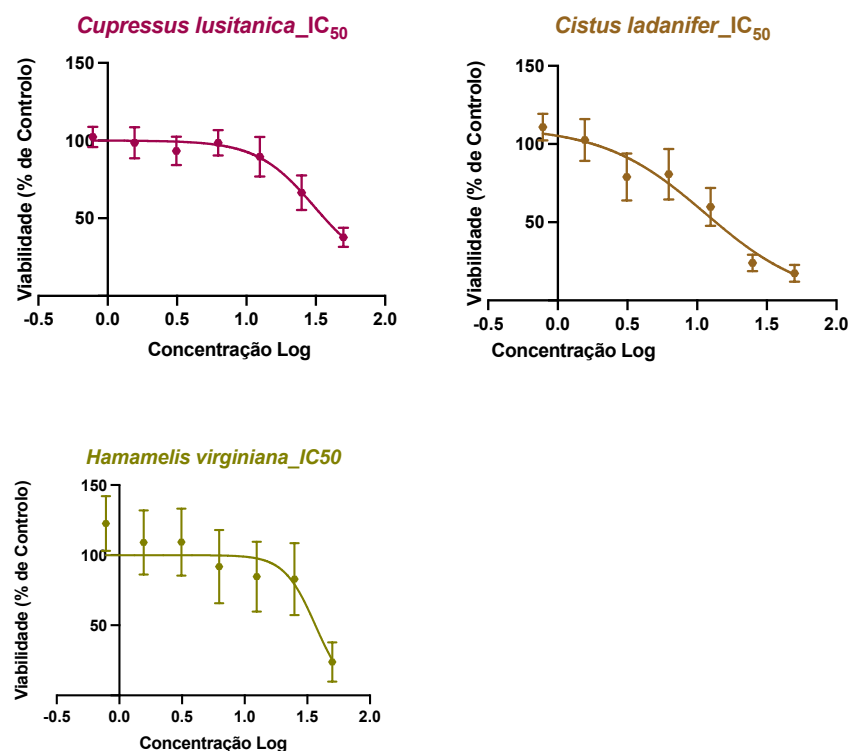 Cupressus lusitanica_IC50
150
100
50
-0.5 0.0 0.5 1.0 1.5 2.0
Viabilidade (% de Controlo)
Concentração Log
Cistus ladanifer_IC50
150
100
50
-0.5 0.0 0.5 1.0 1.5 2.0
Viabilidade (% de Controlo)
Concentração Log
Hamamelis virginiana_IC50
150
100
50
-0.5 0.0 0.5 1.0 1.5 2.0
Viabilidade (% de Controlo)
Concentração Log